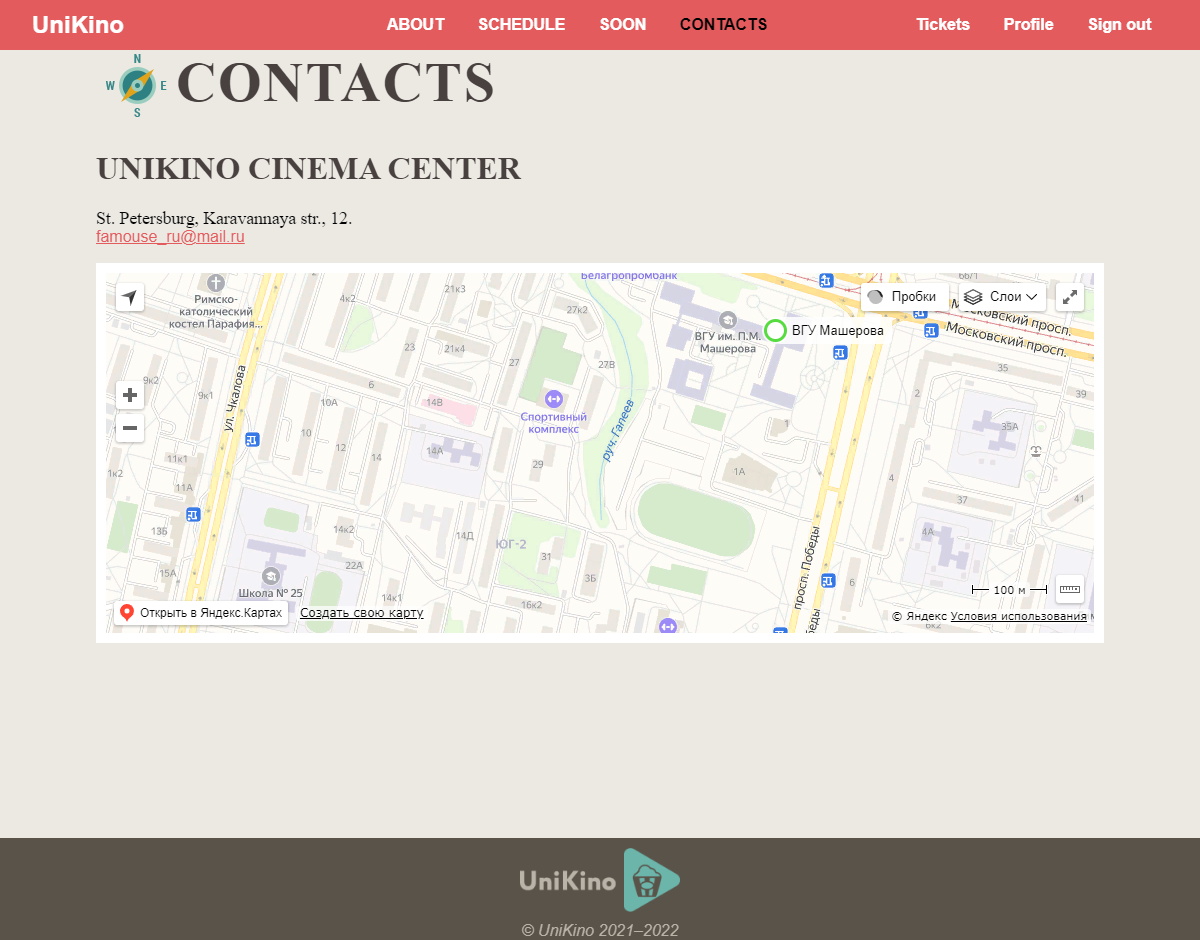 UniKino ABOUT SCHEDULE SOON CONTACTS Tickets Profile Sign out
N
W E
S
CONTACTS
UNIKINO CINEMA CENTER
St. Petersburg, Karavannaya str., 12.
famouse_ru@mail.ru
Белагропромбанк
66/1
21к3
4к2
27к2
Римско-
католический
костел Парафия...
Пробки
Слои
Московский просп.
Московский просп.
ВГУ им. П.М.
Машерова
ВГУ Машерова
23
21к4
27
27В
35
6
9к2
9к1
10А
14В
2
39
ул. Чкалова
Спортивный
комплекс
руч. Гапеев
1
35А
10
12
14
14А
11к1
1к2
29
1А
4
11А
37
41
13Б
14к2
14Д
ЮГ-2
31
4А
15А
22А
3Б
6
просп. Победы
Школа № 25
14к1
16к2
100 м
Открыть в Яндекс.Картах
Создать свою карту
© Яндекс Условия использования
6к2
беды
UniKino
© UniKino 2021–2022